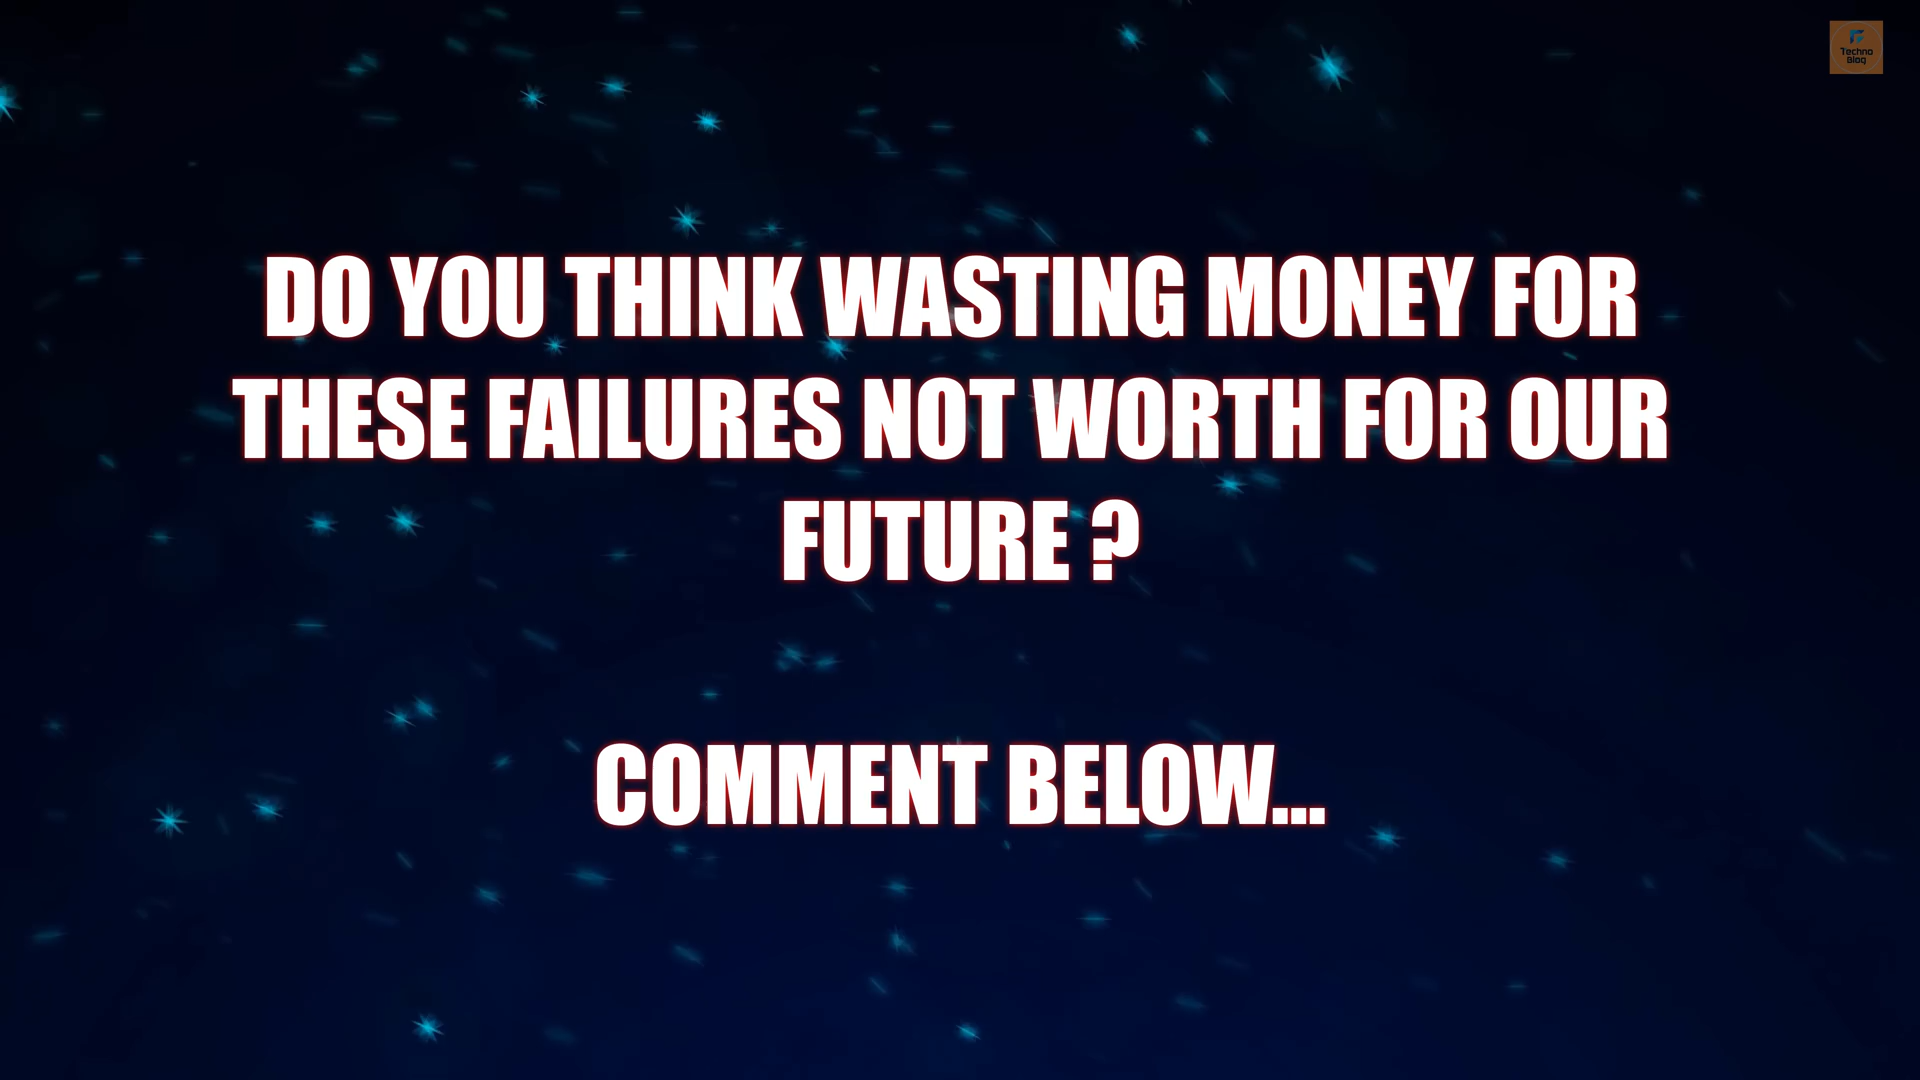 Techno
Blog
DO YOU THINK WASTING MONEY FOR
THESE FAILURES NOT WORTH FOR OUR
FUTURE ?
COMMENT BELOW...